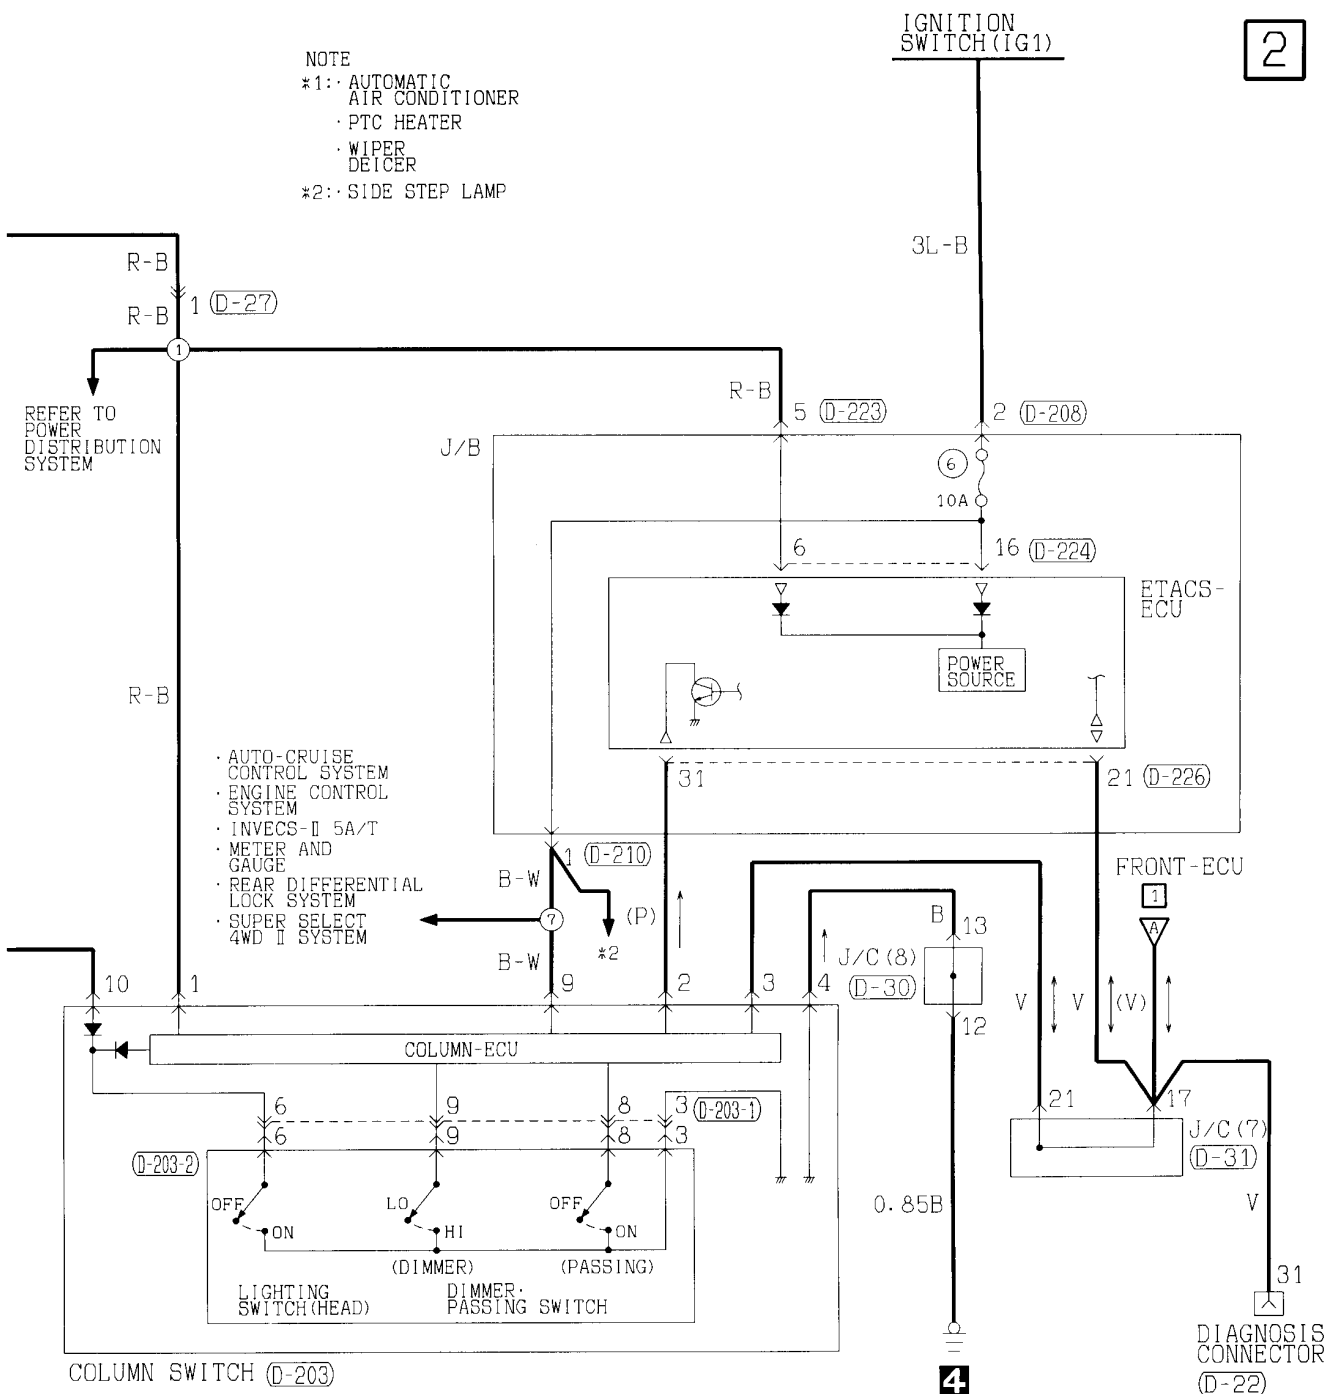 IGNITION
SWITCH(IG1)
2
NOTE
*1:· AUTOMATIC
AIR CONDITIONER
· PTC HEATER
· WIPER
DEICER
*2:· SIDE STEP LAMP
3L-B
R-B
1 (D-27)
R-B
1
R-B
REFER TO
POWER
DISTRIBUTION
SYSTEM
5 (D-223)
2 (D-208)
J/B
6
10A
6
16 (D-224)
ETACS-
ECU
POWER
SOURCE
R-B
· AUTO-CRUISE
CONTROL SYSTEM
· ENGINE CONTROL
SYSTEM
· INVECS-Ⅱ 5A/T
· METER AND
GAUGE
· REAR DIFFERENTIAL
LOCK SYSTEM
· SUPER SELECT
4WD Ⅱ SYSTEM
31
21 (D-226)
1 (D-210)
B-W
7
(P)
*2
B-W
FRONT-ECU
1
A
B
13
J/C(8)
(D-30)
12
10
1
9
2
3
4
V
V
(V)
COLUMN-ECU
6
9
8
3
(D-203-1)
6
9
8
3
(D-203-2)
21
17
J/C(7)
(D-31)
OFF
ON
LO
HI
OFF
ON
(DIMMER)
(PASSING)
LIGHTING
SWITCH(HEAD)
DIMMER·
PASSING SWITCH
0.85B
V
31
DIAGNOSIS
CONNECTOR
(D-22)
4
COLUMN SWITCH (D-203)